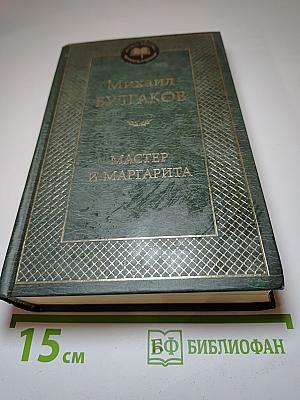 Михаил
БУЛГАКОВ
МАСТЕР
И МАРГАРИТА
15 см
БФ БИБЛИОФАН